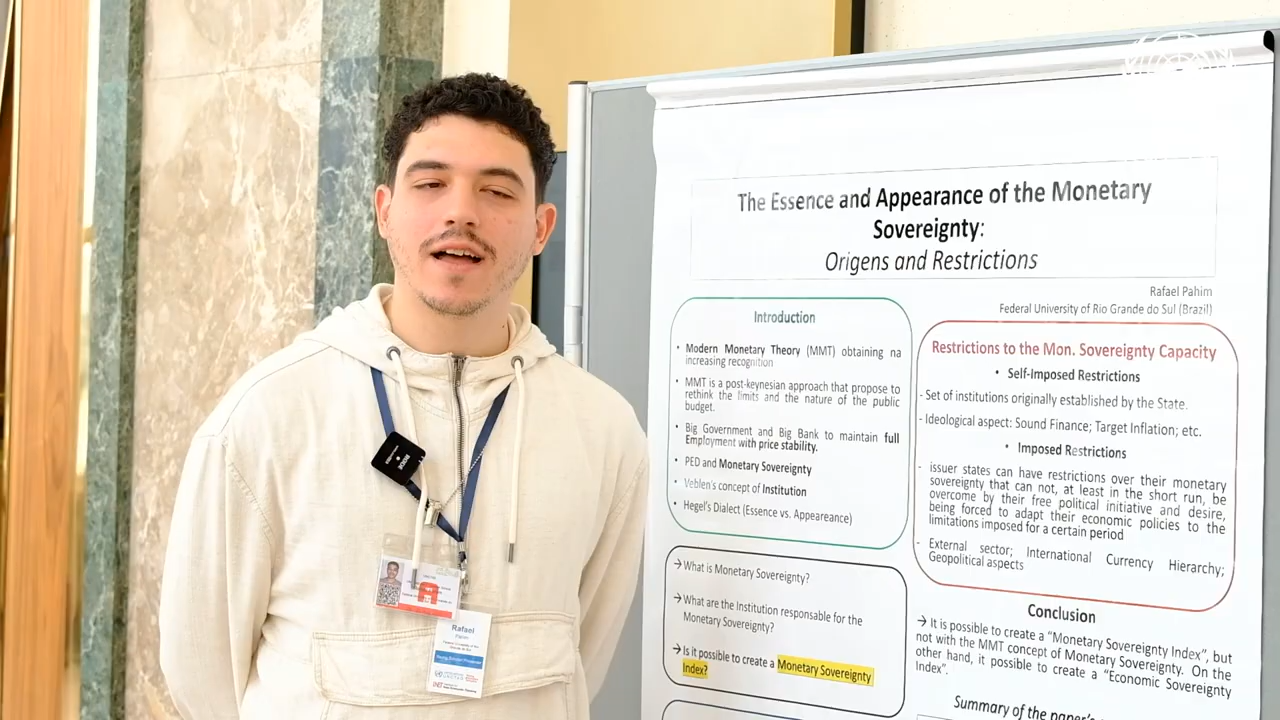 The Essence and Appearance of the Monetary
Sovereignty:
Origens and Restrictions
Rafael Pahim
Federal University of Rio Grande do Sul (Brazil)
Introduction
• Modern Monetary Theory (MMT) obtaining na
increasing recognition
• MMT is a post-keynesian approach that propose to
rethink the limits and the nature of the public
budget.
• Big Government and Big Bank to maintain full
Employment with price stability.
• PED and Monetary Sovereignty
• Veblen's concept of Institution
• Hegel's Dialect (Essence vs. Appeareance)
→ What is Monetary Sovereignty?
→ What are the Institution responsable for the
Monetary Sovereignty?
→ Is it possible to create a Monetary Sovereignty
Index?
Restrictions to the Mon. Sovereignty Capacity
• Self-Imposed Restrictions
- Set of institutions originally established by the State.
- Ideological aspect: Sound Finance; Target Inflation; etc.
• Imposed Restrictions
- issuer states can have restrictions over their monetary
sovereignty that can not, at least in the short run, be
overcome by their free political initiative and desire,
being forced to adapt their economic policies to the
limitations imposed for a certain period
- External sector; International Currency Hierarchy;
Geopolitical aspects
Conclusion
→ It is possible to create a "Monetary Sovereignty Index", but
not with the MMT concept of Monetary Sovereignty. On the
other hand, it possible to create a "Economic Sovereignty
Index".
Summary of the paper's
Rafael
Pahim